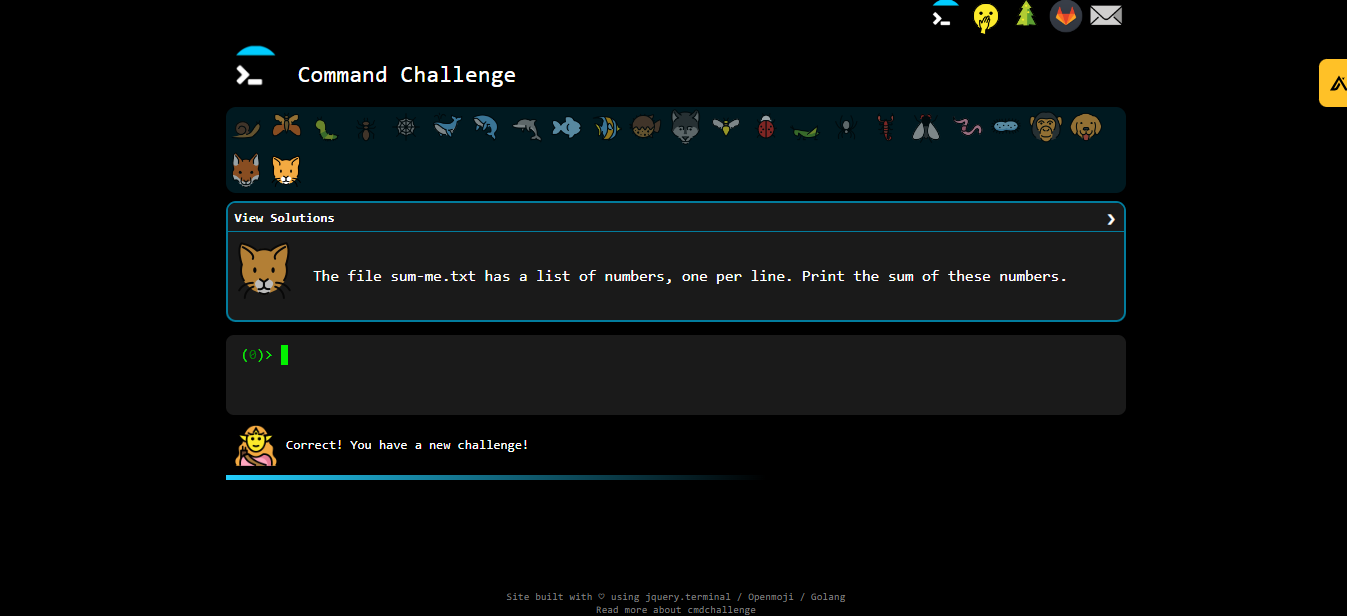 Command Challenge
View Solutions
The file sum-me.txt has a list of numbers, one per line. Print the sum of these numbers.
(0)>
Correct! You have a new challenge!
Site built with ♡ using jquery.terminal / Openmoji / Golang
Read more about cmdchallenge